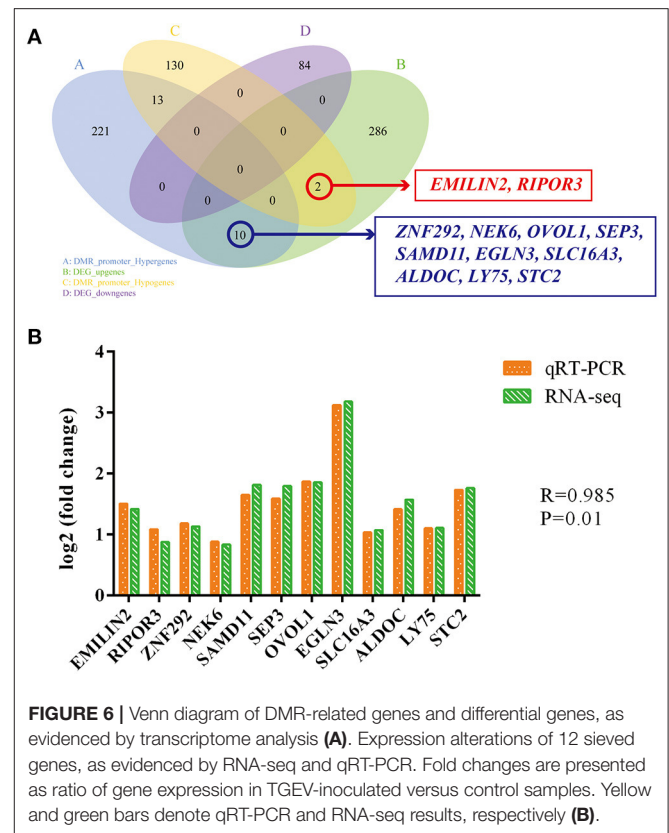 A
C
D
A
B
130
84
13
0
0
221
0
0
286
0
0
2
0
0
10
EMILIN2, RIPOR3
ZNF292, NEK6, OVOL1, SEP3,
SAMD11, EGLN3, SLC16A3,
ALDOC, LY75, STC2
A: DMR_promoter_Hypergenes
B: DEG_upgenes
C: DMR_promoter_Hypogenes
D: DEG_downgenes
B
log2 (fold change)
4
3
2
1
0
qRT-PCR
RNA-seq
R=0.985
P=0.01
EMILIN2
RIPOR3
ZNF292
NEK6
SAMD11
SEP3
OVOL1
EGLN3
SLC16A3
ALDOC
LY75
STC2
FIGURE 6 | Venn diagram of DMR-related genes and differential genes, as
evidenced by transcriptome analysis (A). Expression alterations of 12 sieved
genes, as evidenced by RNA-seq and qRT-PCR. Fold changes are presented
as ratio of gene expression in TGEV-inoculated versus control samples. Yellow
and green bars denote qRT-PCR and RNA-seq results, respectively (B).